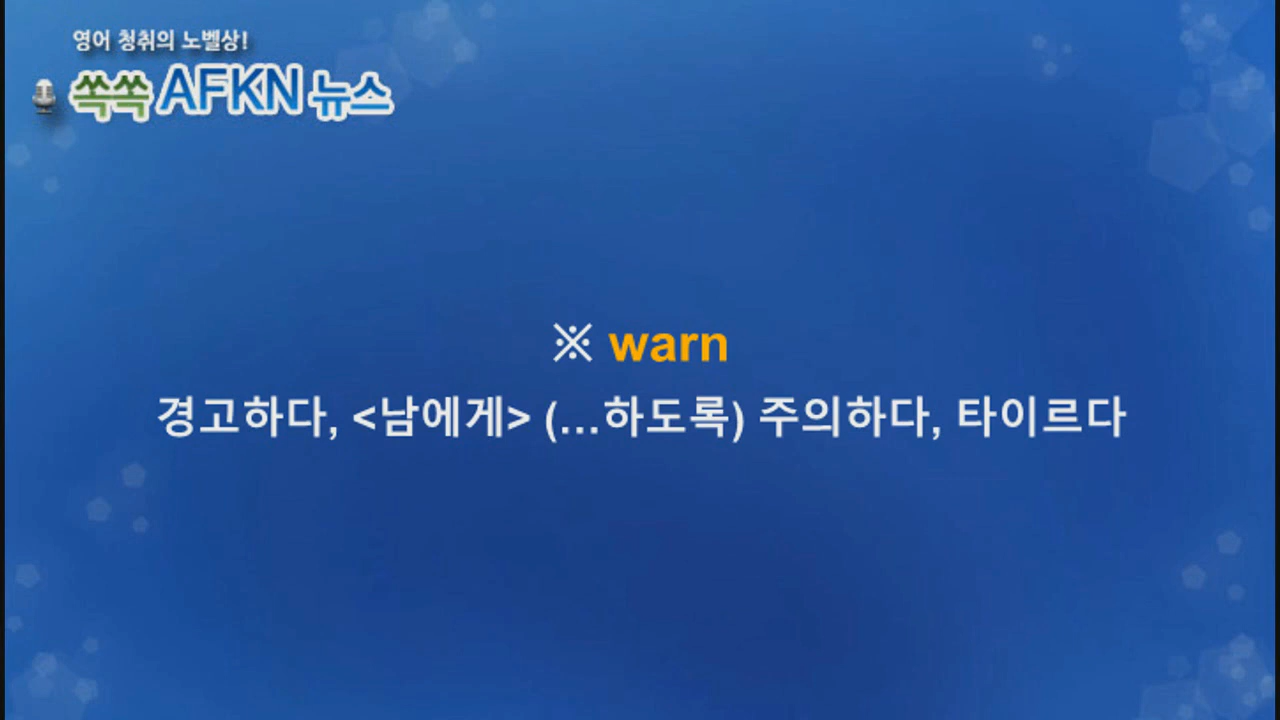 영어 청취의 노벨상!
쏙쏙 AFKN 뉴스
※ warn
경고하다, <남에게> (…하도록) 주의하다, 타이르다